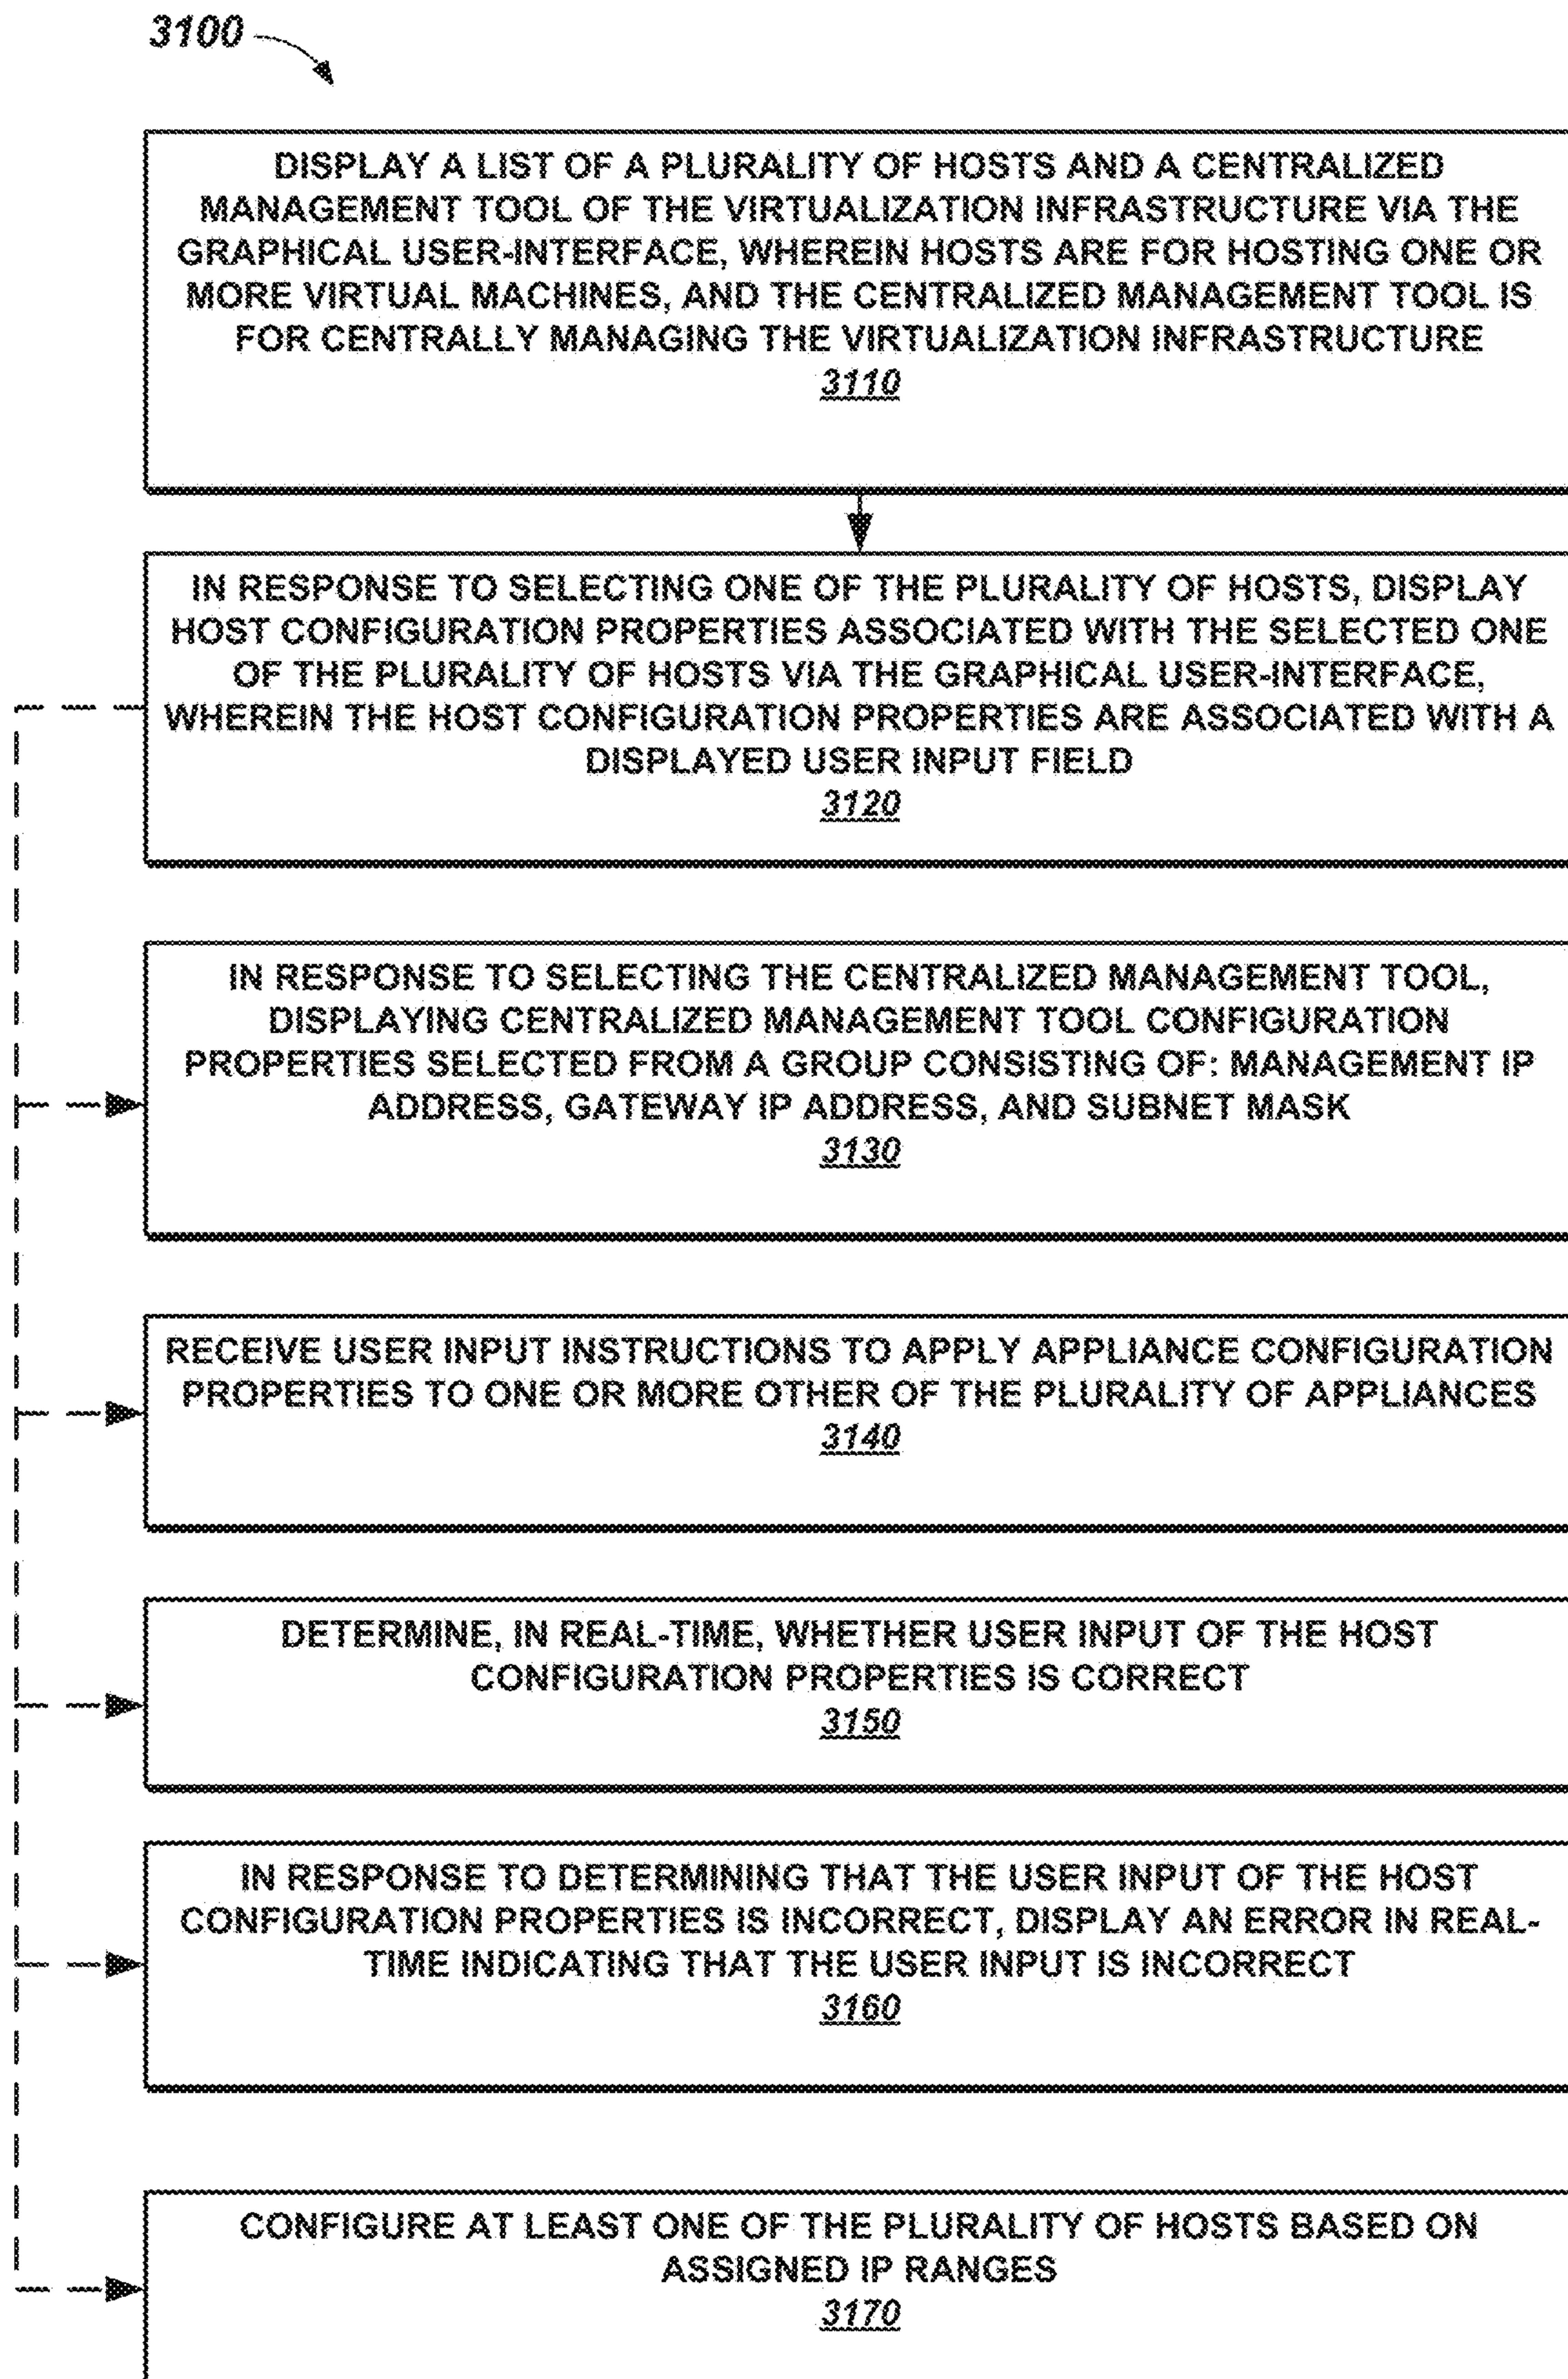 3100
DISPLAY A LIST OF A PLURALITY OF HOSTS AND A CENTRALIZED
MANAGEMENT TOOL OF THE VIRTUALIZATION INFRASTRUCTURE VIA THE
GRAPHICAL USER-INTERFACE, WHEREIN HOSTS ARE FOR HOSTING ONE OR
MORE VIRTUAL MACHINES, AND THE CENTRALIZED MANAGEMENT TOOL IS
FOR CENTRALLY MANAGING THE VIRTUALIZATION INFRASTRUCTURE
3110
IN RESPONSE TO SELECTING ONE OF THE PLURALITY OF HOSTS, DISPLAY
HOST CONFIGURATION PROPERTIES ASSOCIATED WITH THE SELECTED ONE
OF THE PLURALITY OF HOSTS VIA THE GRAPHICAL USER-INTERFACE,
WHEREIN THE HOST CONFIGURATION PROPERTIES ARE ASSOCIATED WITH A
DISPLAYED USER INPUT FIELD
3120
IN RESPONSE TO SELECTING THE CENTRALIZED MANAGEMENT TOOL,
DISPLAYING CENTRALIZED MANAGEMENT TOOL CONFIGURATION
PROPERTIES SELECTED FROM A GROUP CONSISTING OF: MANAGEMENT IP
ADDRESS, GATEWAY IP ADDRESS, AND SUBNET MASK
3130
RECEIVE USER INPUT INSTRUCTIONS TO APPLY APPLIANCE CONFIGURATION
PROPERTIES TO ONE OR MORE OTHER OF THE PLURALITY OF APPLIANCES
3140
DETERMINE, IN REAL-TIME, WHETHER USER INPUT OF THE HOST
CONFIGURATION PROPERTIES IS CORRECT
3150
IN RESPONSE TO DETERMINING THAT THE USER INPUT OF THE HOST
CONFIGURATION PROPERTIES IS INCORRECT, DISPLAY AN ERROR IN REAL-
TIME INDICATING THAT THE USER INPUT IS INCORRECT
3160
CONFIGURE AT LEAST ONE OF THE PLURALITY OF HOSTS BASED ON
ASSIGNED IP RANGES
3170